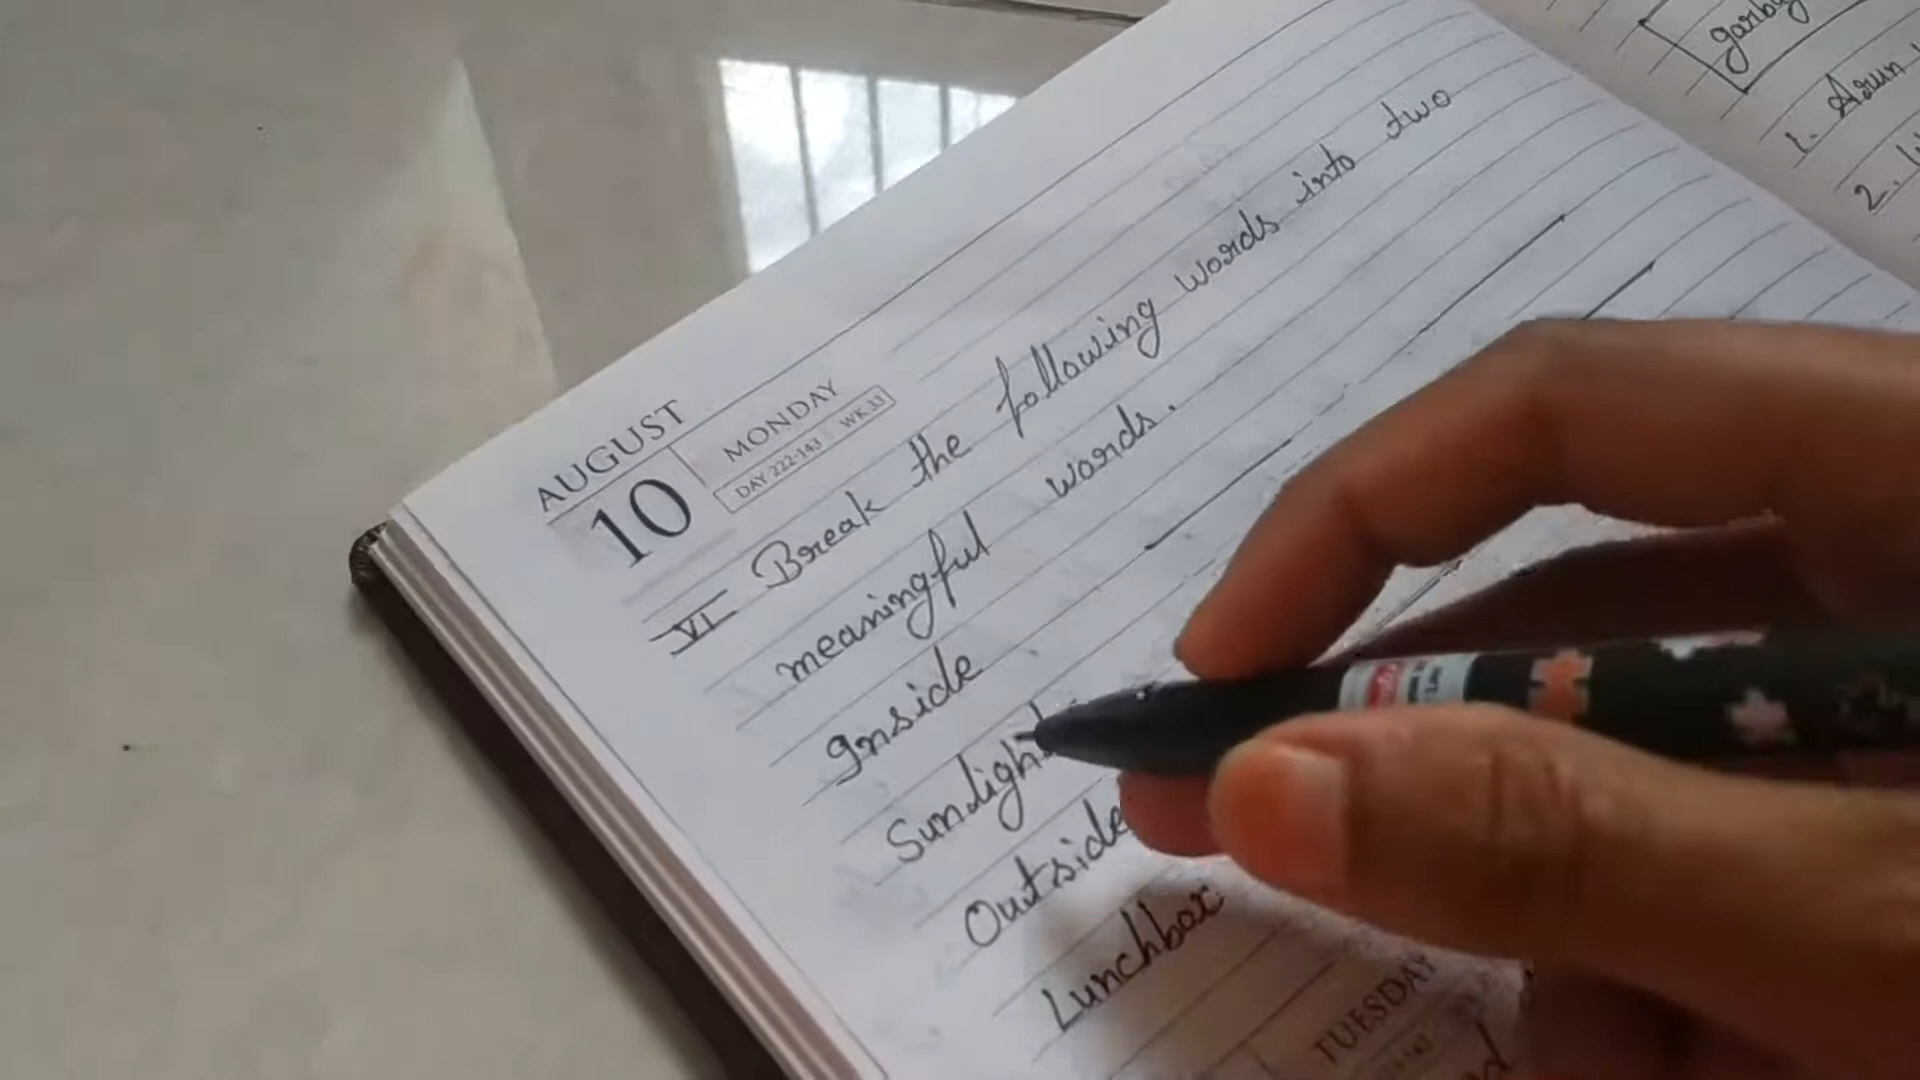 AUGUST
10
MONDAY
DAY 222-143 WK 33
VI Break the following words into two
meaningful words.
Inside
Sunlight
Outside
Lunchbox
TUESDAY
1. Arun
2.